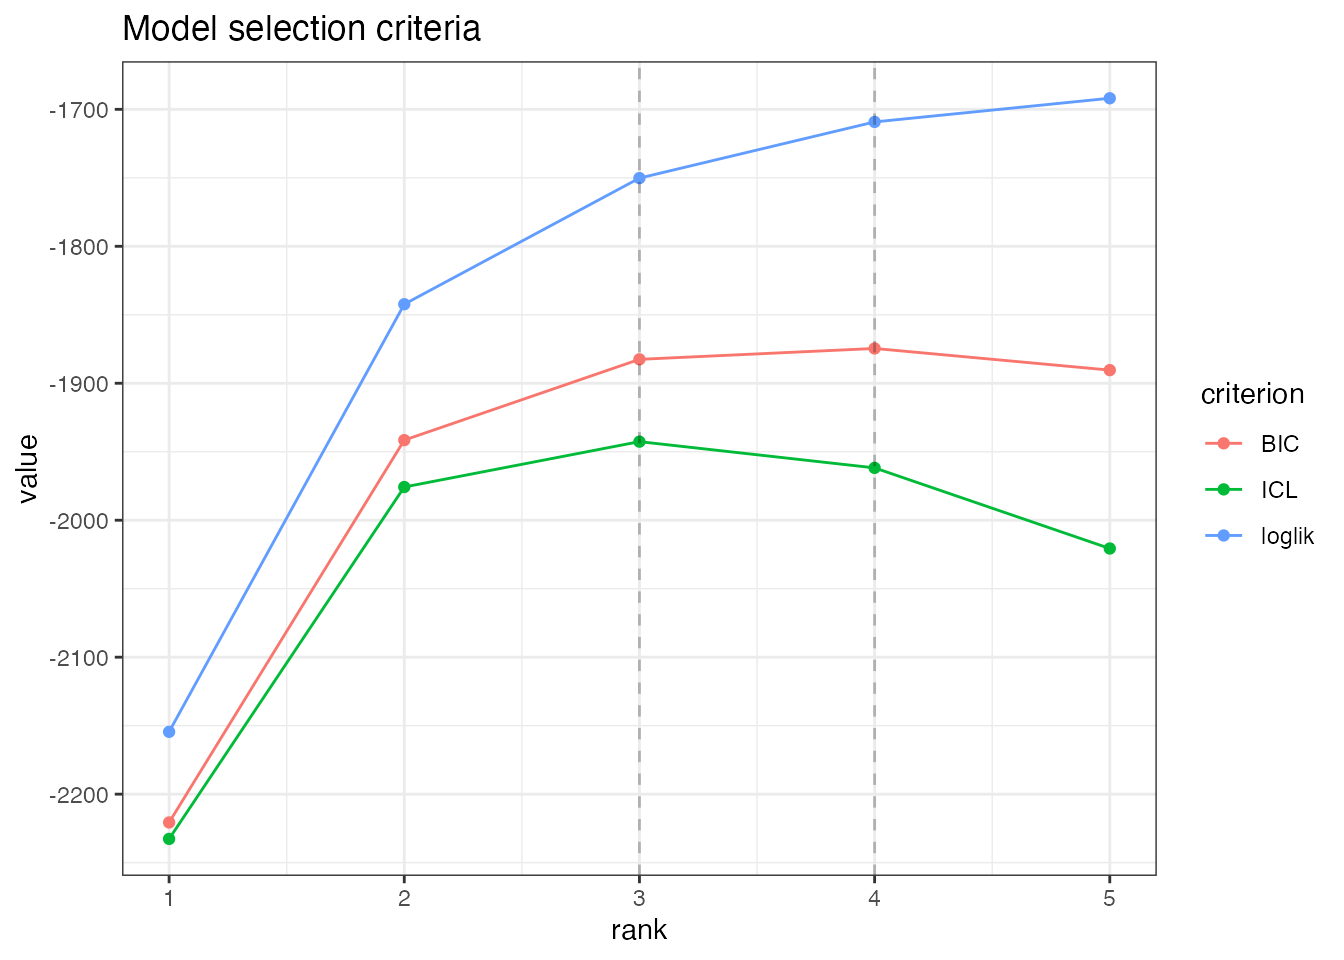 Model selection criteria
-1700
-1800
-1900
-2000
-2100
-2200
value
1 2 3 4 5
rank
criterion
BIC
ICL
loglik